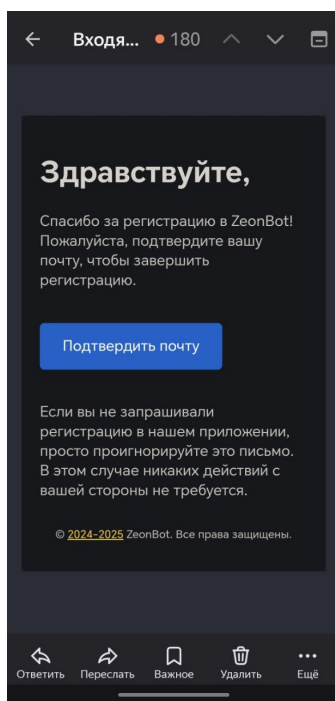 Входя... 180
Здравствуйте,
Спасибо за регистрацию в ZeonBot!
Пожалуйста, подтвердите вашу
почту, чтобы завершить
регистрацию.
Подтвердить почту
Если вы не запрашивали
регистрацию в нашем приложении,
просто проигнорируйте это письмо.
В этом случае никаких действий с
вашей стороны не требуется.
© 2024-2025 ZeonBot. Все права защищены.
Ответить Переслать Важное Удалить Ещё